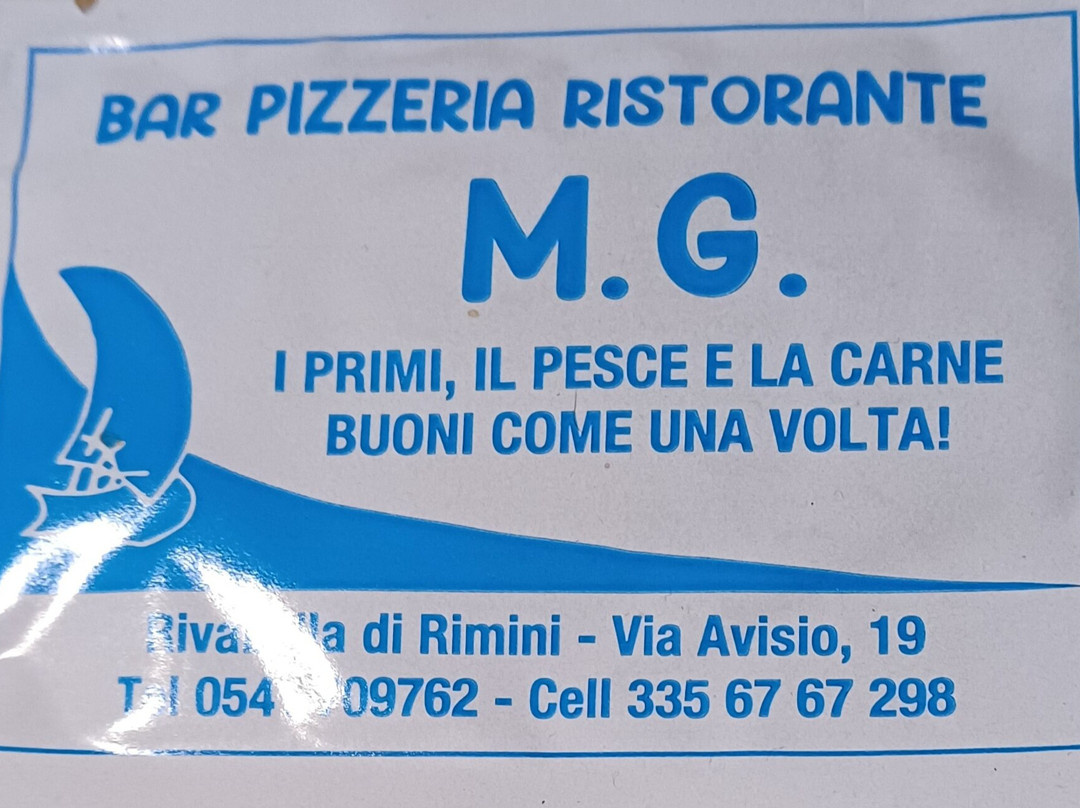 BAR PIZZERIA RISTORANTE
M. G.
I PRIMI, IL PESCE E LA CARNE
BUONI COME UNA VOLTA!
di Rimini - Via Avisio, 19
Tel - Cell 335 67 67 298